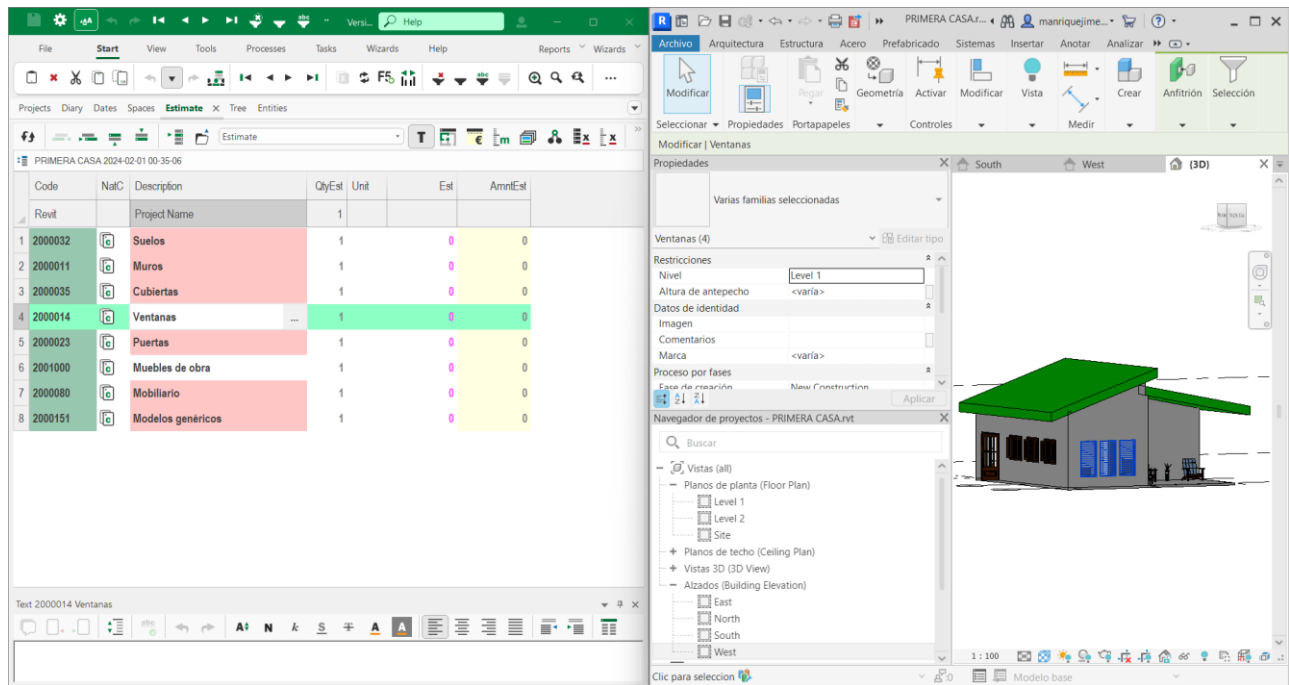 Versi...
Help
File Start View Tools Processes Tasks Wizards Help Reports Wizards
F5
Projects Diary Dates Spaces Estimate Tree Entities
Estimate
T
PRIMERA CASA 2024-02-01 00-35-06
Code NatC Description QtyEst Unit Est AmntEst
Revit Project Name 1
1 2000032 Suelos 1 0 0
2 2000011 Muros 1 0 0
3 2000035 Cubiertas 1 0 0
4 2000014 Ventanas ... 1 0 0
5 2000023 Puertas 1 0 0
6 2001000 Muebles de obra 1 0 0
7 2000080 Mobiliario 1 0 0
8 2000151 Modelos genéricos 1 0 0
Text 2000014 Ventanas
N k S A A
R PRIMERA CASA.r... manriquejime...
Archivo Arquitectura Estructura Acero Prefabricado Sistemas Insertar Anotar Analizar
Modificar Pegar Geometría Activar Modificar Vista Crear Anfitrión Selección
Seleccionar Propiedades Portapapeles Controles Medir
Modificar | Ventanas
Propiedades
South West (3D)
Varias familias seleccionadas
Ventanas (4) Editar tipo
Restricciones
Nivel Level 1
Altura de antepecho <varía>
Datos de identidad
Imagen
Comentarios
Marca <varía>
Proceso por fases
Fase de creación New Construction
Aplicar
Navegador de proyectos - PRIMERA CASA.rvt
Buscar
Vistas (all)
Planos de planta (Floor Plan)
Level 1
Level 2
Site
Planos de techo (Ceiling Plan)
Vistas 3D (3D View)
Alzados (Building Elevation)
East
North
South
West
1 : 100
Clic para seleccion :0 Modelo base